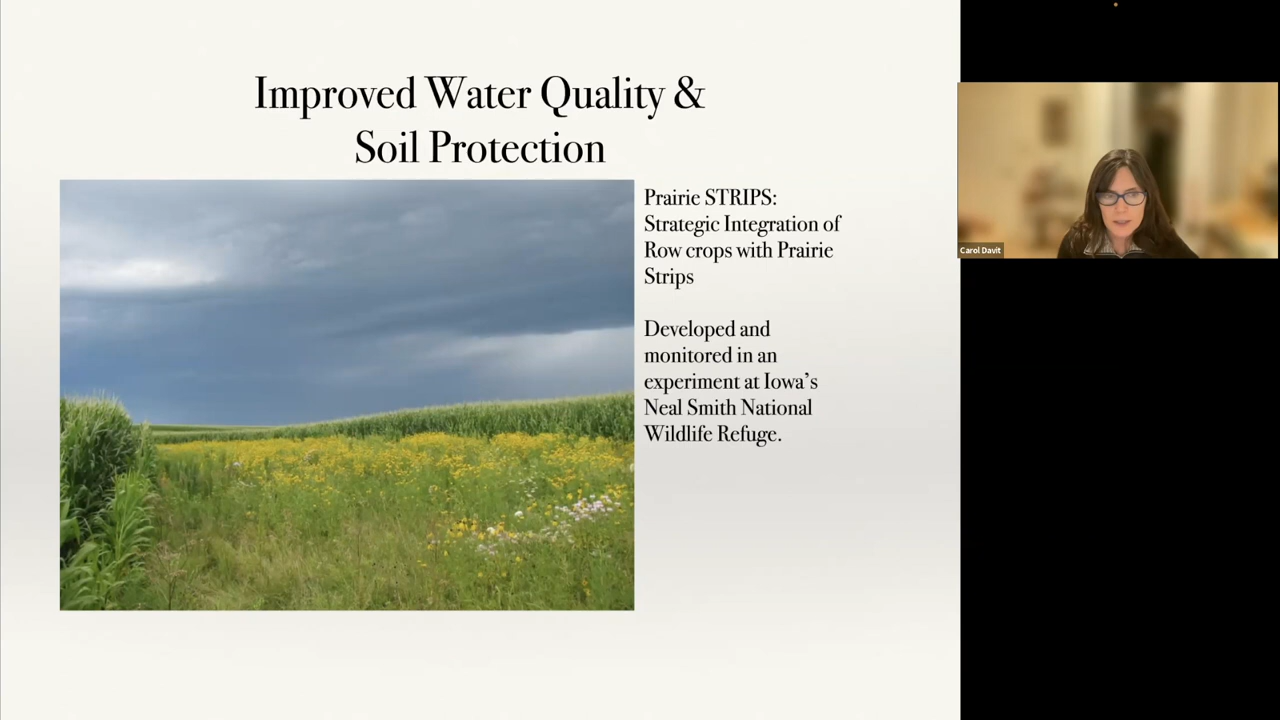 Improved Water Quality &
Soil Protection
Prairie STRIPS:
Strategic Integration of
Row crops with Prairie
Strips
Developed and
monitored in an
experiment at Iowa’s
Neal Smith National
Wildlife Refuge.
Carol Davit